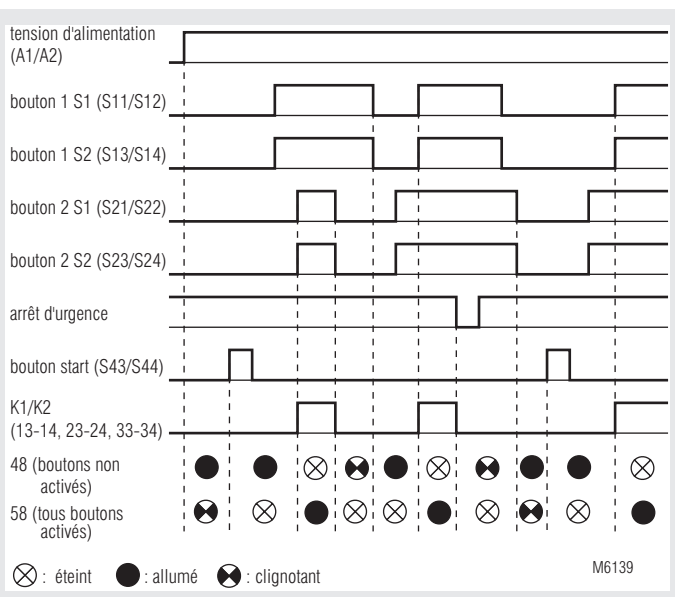 tension d'alimentation
(A1/A2)
bouton 1 S1 (S11/S12)
bouton 1 S2 (S13/S14)
bouton 2 S1 (S21/S22)
bouton 2 S2 (S23/S24)
arrêt d'urgence
bouton start (S43/S44)
K1/K2
(13-14, 23-24, 33-34)
48 (boutons non
activés)
58 (tous boutons
activés)
: éteint : allumé : clignotant
M6139